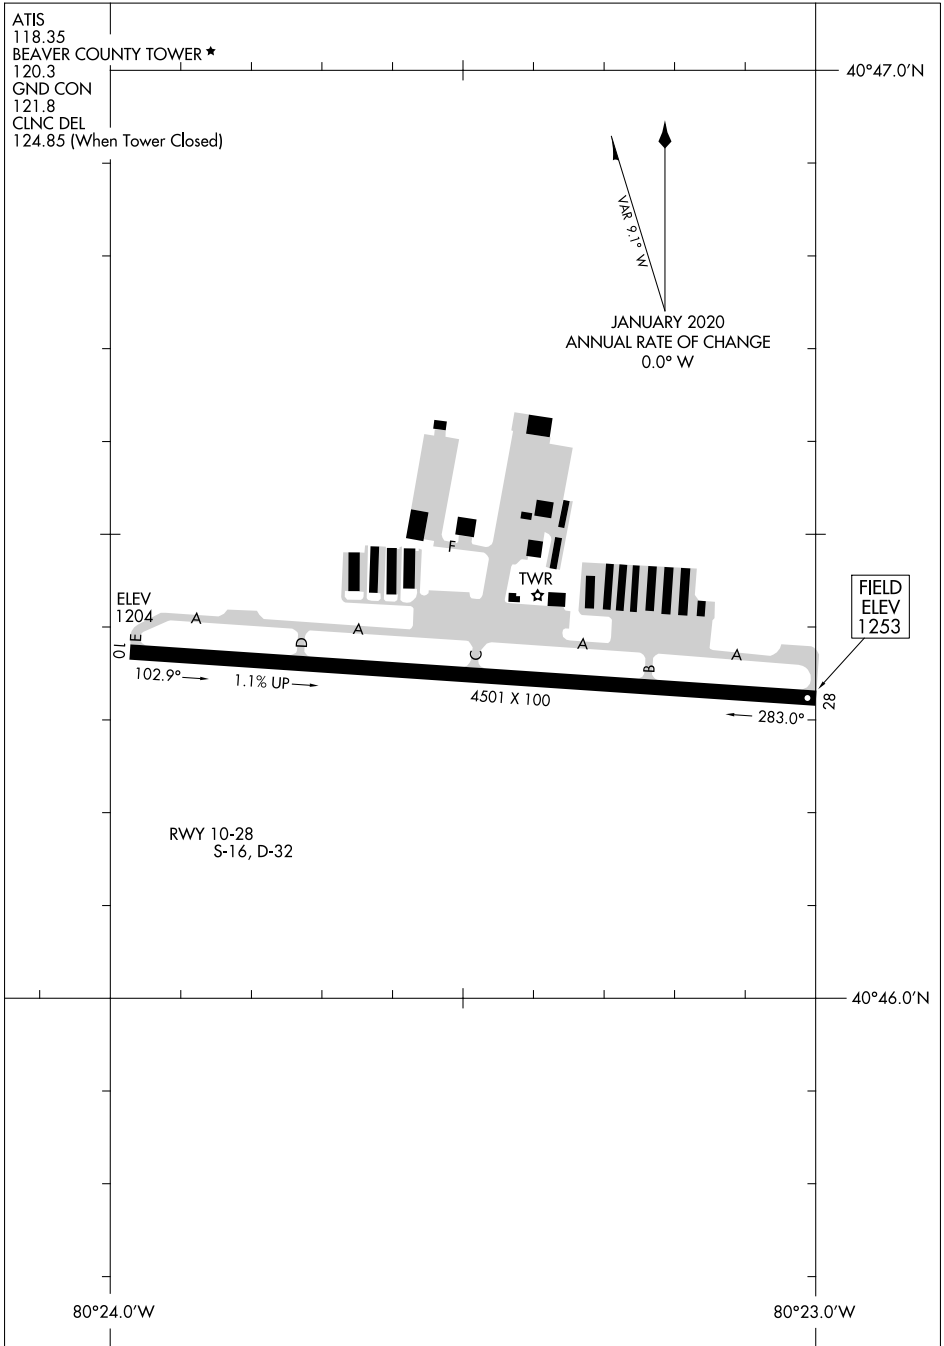 ATIS
118.35
BEAVER COUNTY TOWER ★
120.3
GND CON
121.8
CLNC DEL
124.85 (When Tower Closed)
40°47.0'N
VAR 9.1° W
JANUARY 2020
ANNUAL RATE OF CHANGE
0.0° W
F
TWR
ELEV
1204
FIELD
ELEV
1253
A
A
A
A
E
D
C
B
10
28
102.9°
1.1% UP
4501 X 100
283.0°
RWY 10-28
S-16, D-32
40°46.0'N
80°24.0'W
80°23.0'W